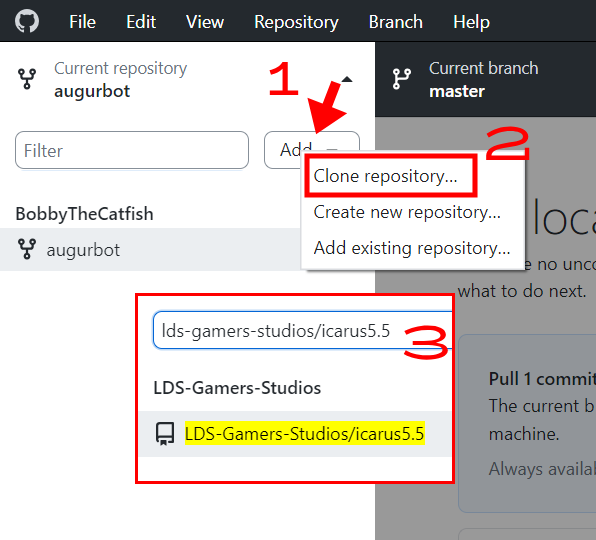 File Edit View Repository Branch Help
Current repository
augurbot
1
Current branch
master
Filter
Add
2
Clone repository...
Create new repository...
Add existing repository...
BobbyTheCatfish
augurbot
loca
no unco
what to do next.
lds-gamers-studios/icarus5.5
3
LDS-Gamers-Studios
LDS-Gamers-Studios/icarus5.5
Pull 1 commit
The current b
machine.
Always availa